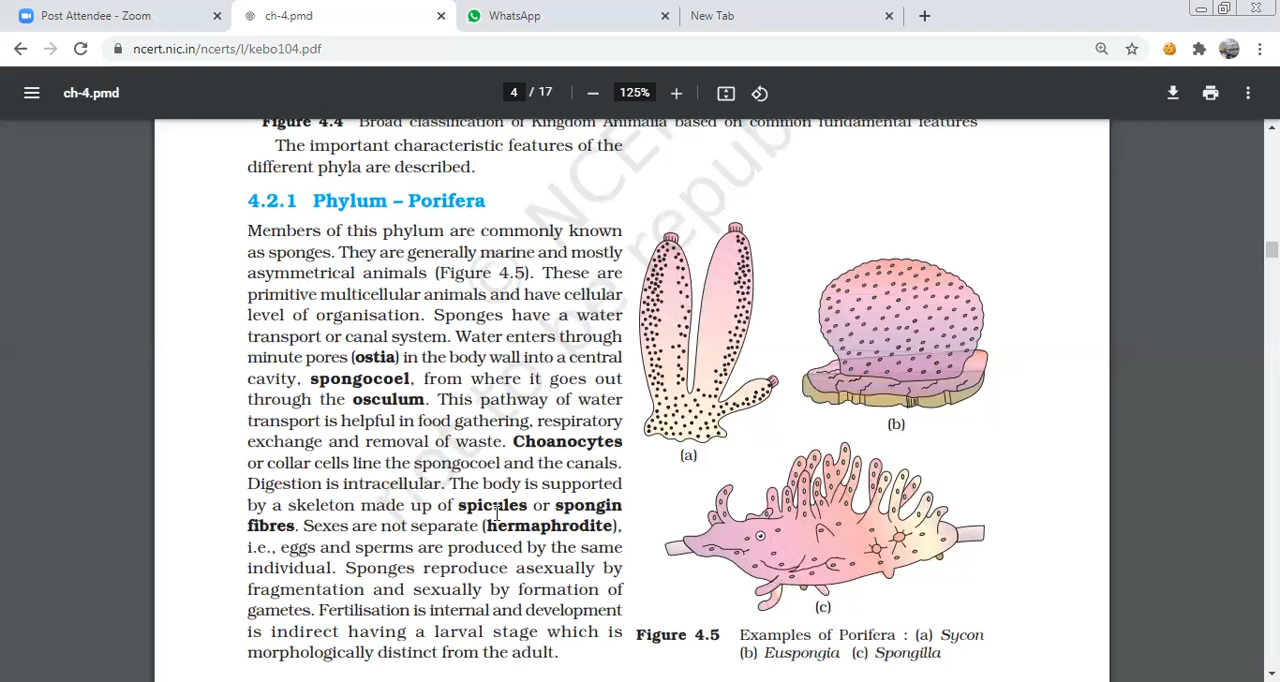 Post Attendee - Zoom
ch-4.pmd
WhatsApp
New Tab
ncert.nic.in/ncerts/l/kebo104.pdf
ch-4.pmd
4 / 17
125%
Figure 4.4 Broad classification of Kingdom Animalia based on common fundamental features
The important characteristic features of the
different phyla are described.
4.2.1 Phylum – Porifera
Members of this phylum are commonly known
as sponges. They are generally marine and mostly
asymmetrical animals (Figure 4.5). These are
primitive multicellular animals and have cellular
level of organisation. Sponges have a water
transport or canal system. Water enters through
minute pores (ostia) in the body wall into a central
cavity, spongocoel, from where it goes out
through the osculum. This pathway of water
transport is helpful in food gathering, respiratory
exchange and removal of waste. Choanocytes
or collar cells line the spongocoel and the canals.
Digestion is intracellular. The body is supported
by a skeleton made up of spicules or spongin
fibres. Sexes are not separate (hermaphrodite),
i.e., eggs and sperms are produced by the same
individual. Sponges reproduce asexually by
fragmentation and sexually by formation of
gametes. Fertilisation is internal and development
is indirect having a larval stage which is
morphologically distinct from the adult.
(a)
(b)
(c)
Figure 4.5 Examples of Porifera : (a) Sycon
(b) Euspongia (c) Spongilla
© NCE
not to be repub